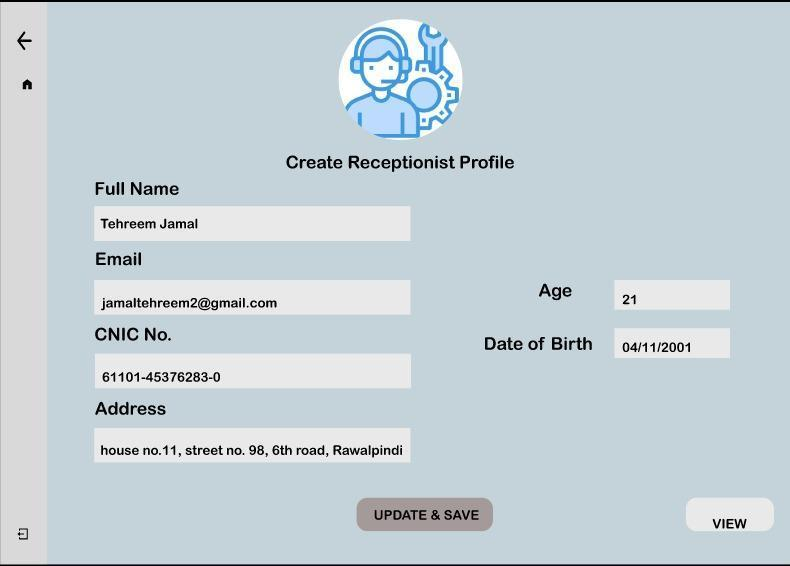 Create Receptionist Profile
Full Name
Tehreem Jamal
Email
jamaltehreem2@gmail.com
CNIC No.
61101-45376283-0
Address
house no.11, street no. 98, 6th road, Rawalpindi
Age
21
Date of Birth
04/11/2001
UPDATE & SAVE
VIEW